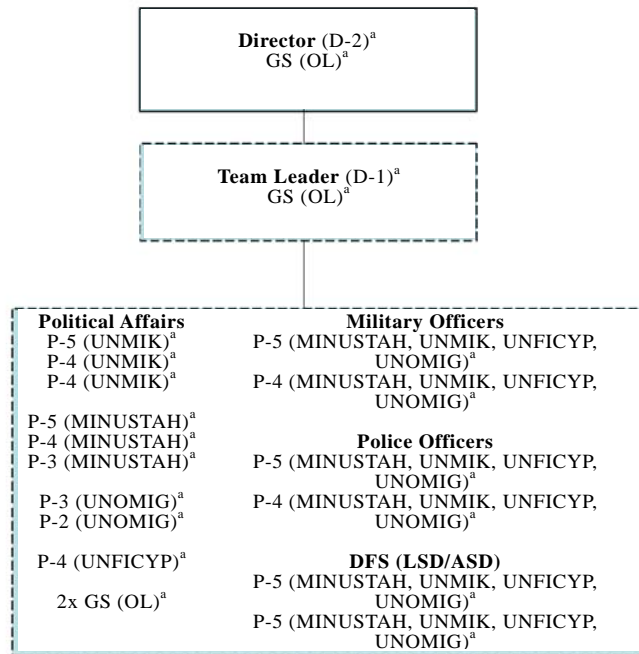 Director (D-2)a
GS (OL)a
Team Leader (D-1)a
GS (OL)a
Political Affairs
P-5 (UNMIK)a
P-4 (UNMIK)a
P-4 (UNMIK)a
P-5 (MINUSTAH)a
P-4 (MINUSTAH)a
P-3 (MINUSTAH)a
P-3 (UNOMIG)a
P-2 (UNOMIG)a
P-4 (UNFICYP)a
2x GS (OL)a
Military Officers
P-5 (MINUSTAH, UNMIK, UNFICYP,
UNOMIG)a
P-4 (MINUSTAH, UNMIK, UNFICYP,
UNOMIG)a
Police Officers
P-5 (MINUSTAH, UNMIK, UNFICYP,
UNOMIG)a
P-4 (MINUSTAH, UNMIK, UNFICYP,
UNOMIG)a
DFS (LSD/ASD)
P-5 (MINUSTAH, UNMIK, UNFICYP,
UNOMIG)a
P-5 (MINUSTAH, UNMIK, UNFICYP,
UNOMIG)a